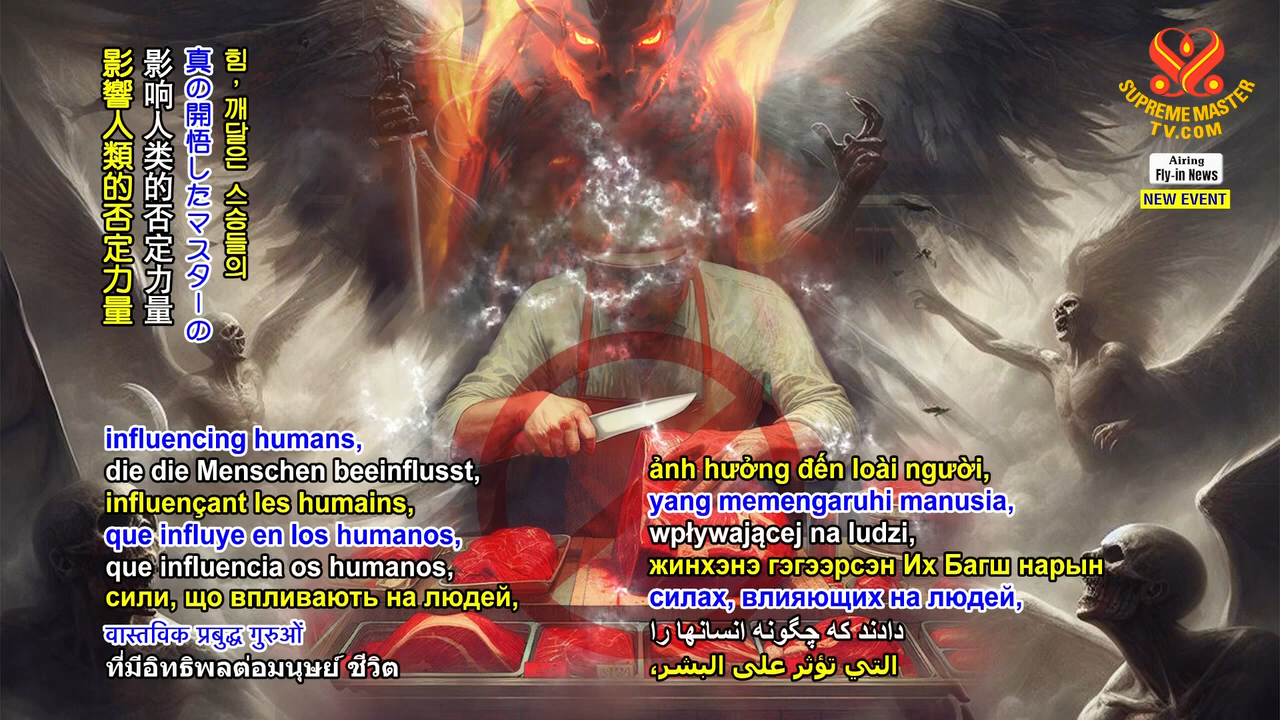 힘, 깨달은 스승들의
真の開悟したマスターの
影响人类的否定力量
影響人類的否定力量
SUPREME MASTER
TV.COM
Airing
Fly-in News
NEW EVENT
influencing humans,
die die Menschen beeinflusst,
influençant les humains,
que influye en los humanos,
que influencia os humanos,
сили, що впливають на людей,
वास्तविक प्रबुद्ध गुरुओं
ที่มีอิทธิพลต่อมนุษย์ ชีวิต
ảnh hưởng đến loài người,
yang memengaruhi manusia,
wpływającej na ludzi,
жинхэнэ гэгээрсэн Их Багш нарын
силах, влияющих на людей,
دادند که چگونه انسانها را
التي تؤثر على البشر،